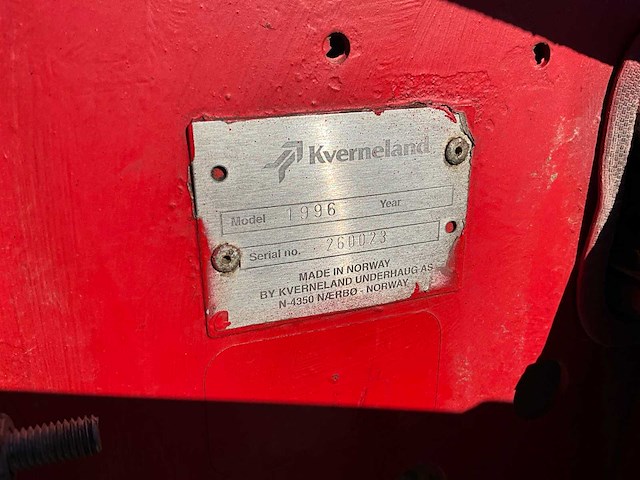 Kverneland
Model 1996 Year
Serial no. 260023
MADE IN NORWAY
BY KVERNELAND UNDERHAUG AS
N-4350 NÆRBØ - NORWAY